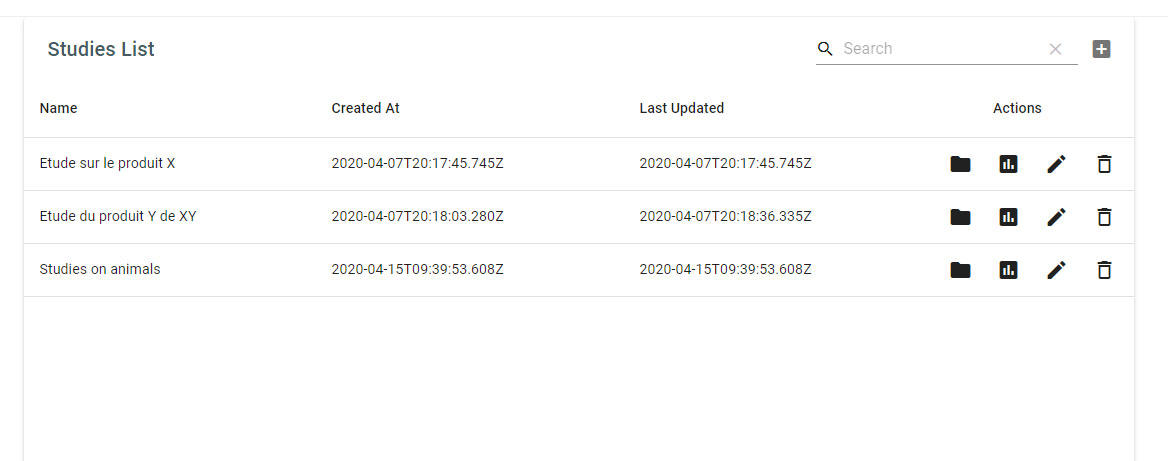 Studies List
Search
Name Created At Last Updated Actions
Etude sur le produit X 2020-04-07T20:17:45.745Z 2020-04-07T20:17:45.745Z
Etude du produit Y de XY 2020-04-07T20:18:03.280Z 2020-04-07T20:18:36.335Z
Studies on animals 2020-04-15T09:39:53.608Z 2020-04-15T09:39:53.608Z